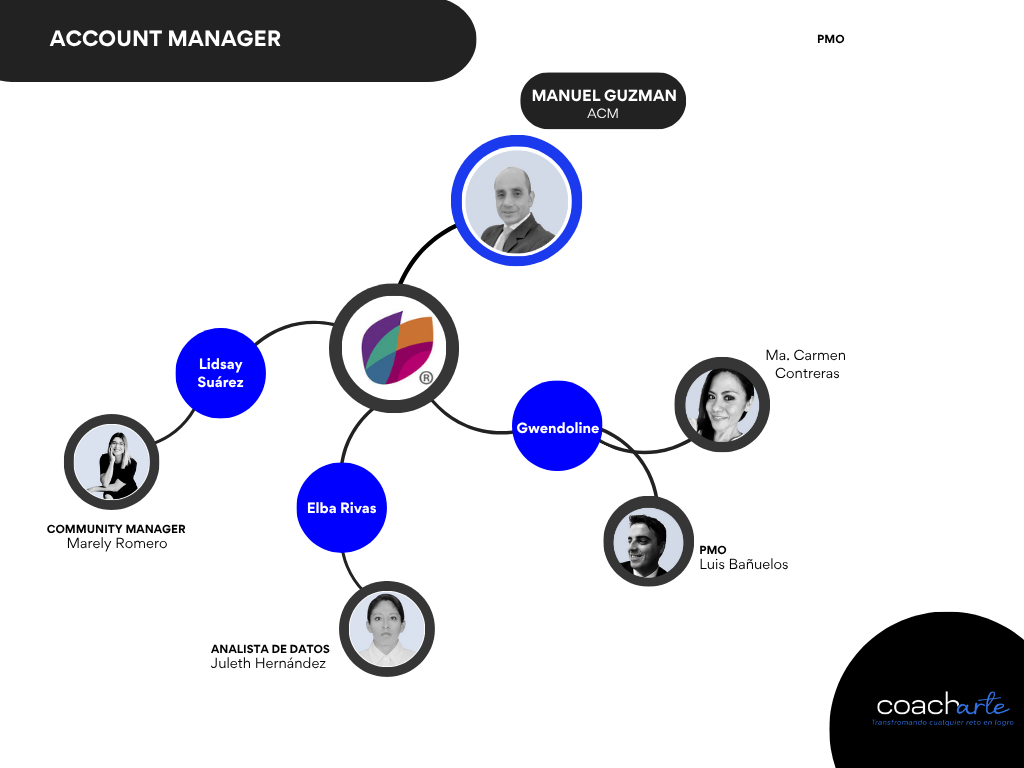 ACCOUNT MANAGER
PMO
MANUEL GUZMAN
ACM
®
Lidsay
Suárez
Ma. Carmen
Contreras
Gwendoline
Elba Rivas
COMMUNITY MANAGER
Marely Romero
PMO
Luis Bañuelos
ANALISTA DE DATOS
Juleth Hernández
coacharte
Transfromando cualquier reto en logro